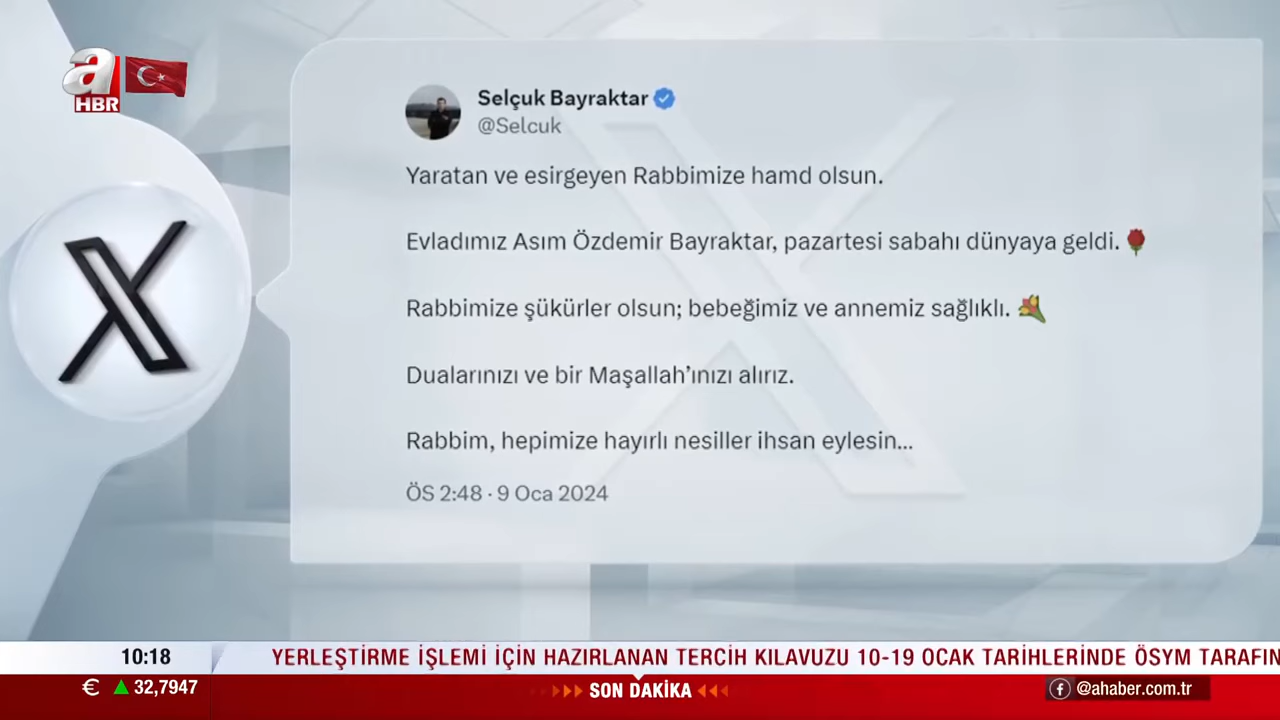 a
HBR
Selçuk Bayraktar
@Selcuk
Yaratan ve esirgeyen Rabbimize hamd olsun.
Evladımız Asım Özdemir Bayraktar, pazartesi sabahı dünyaya geldi.
Rabbimize şükürler olsun; bebeğimiz ve annemiz sağlıklı.
Dualarınızı ve bir Maşallah’ınızı alırız.
Rabbim, hepimize hayırlı nesiller ihsan eylesin...
ÖS 2:48 · 9 Oca 2024
10:18
YERLEŞTİRME İŞLEMİ İÇİN HAZIRLANAN TERCİH KILAVUZU 10-19 OCAK TARİHLERİNDE ÖSYM TARAFIN
€ 32,7947
SON DAKİKA
@ahaber.com.tr